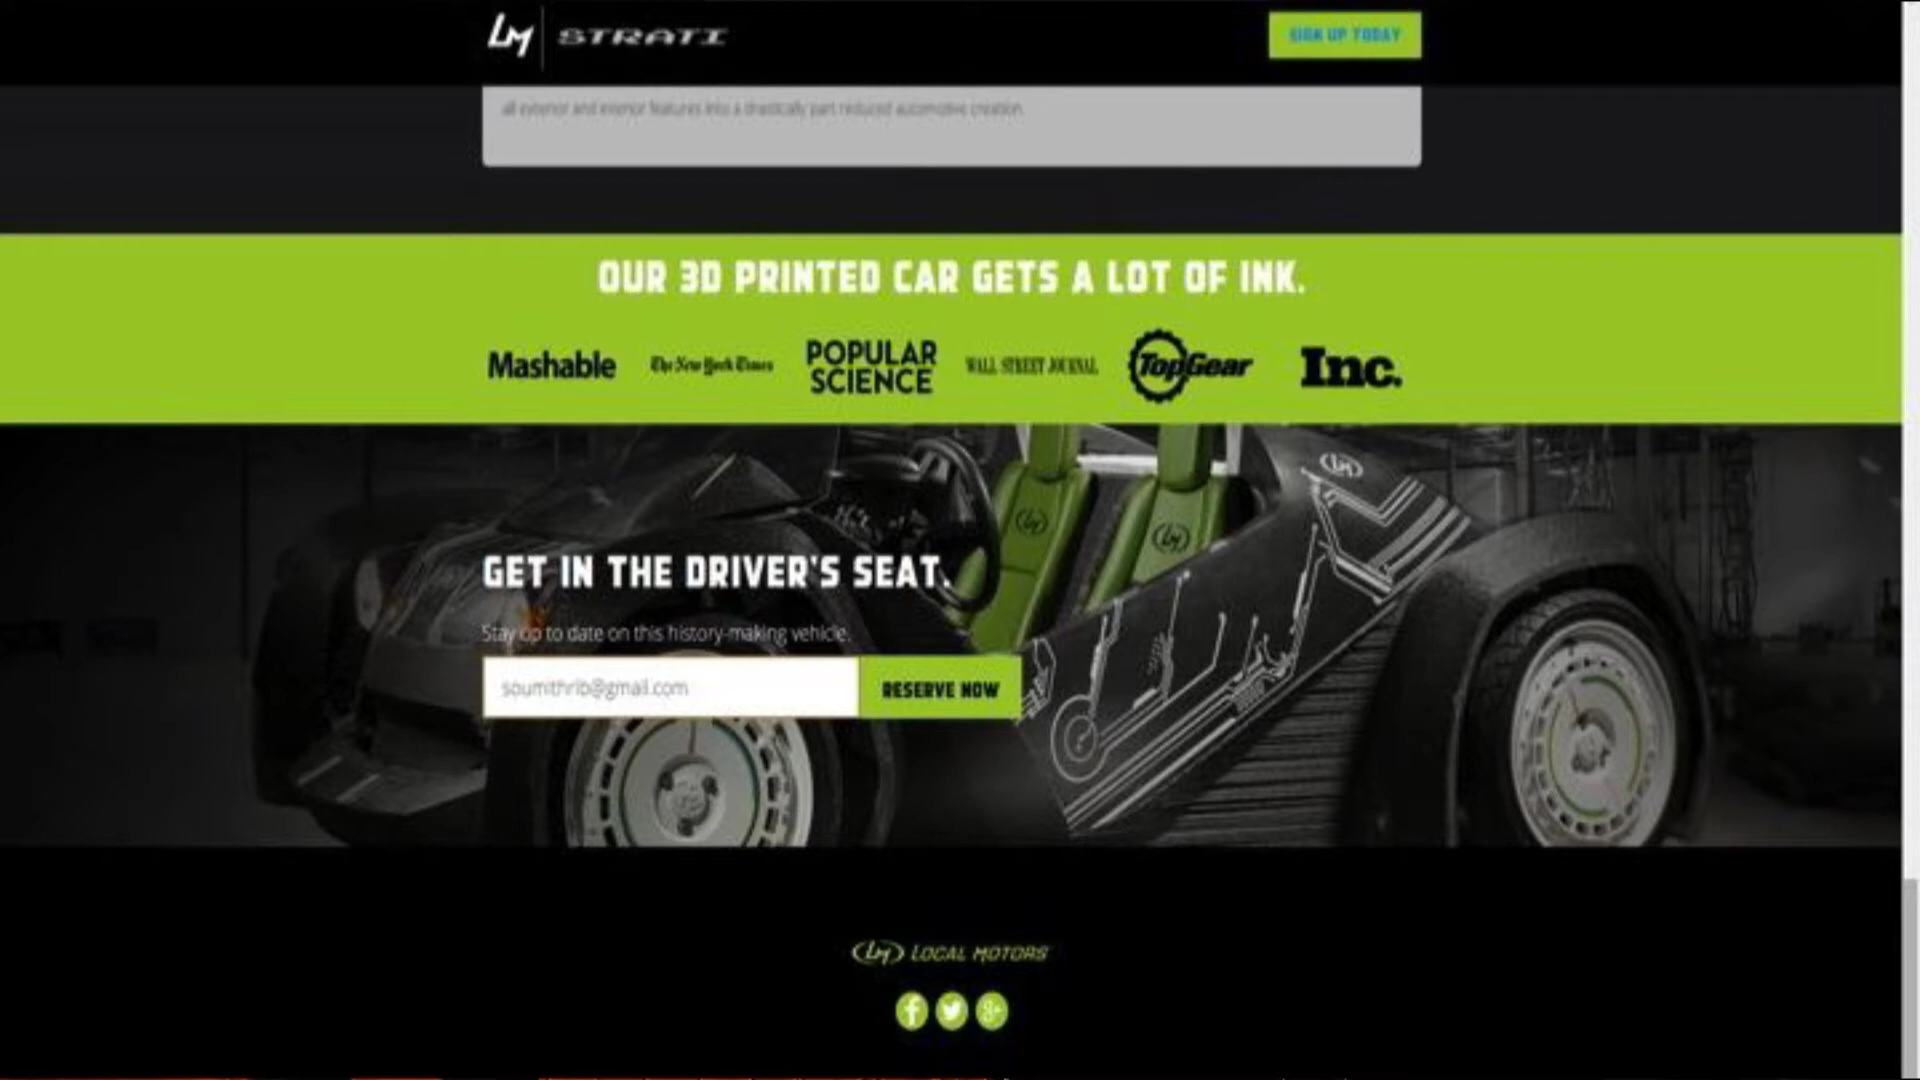 LM STRATI
SIGN UP TODAY
all exterior and interior features into a drastically part reduced automotive creation.
OUR 3D PRINTED CAR GETS A LOT OF INK.
Mashable The New York Times POPULAR SCIENCE WALL STREET JOURNAL TopGear Inc.
LM
LM LM
GET IN THE DRIVER'S SEAT.
Stay up to date on this history-making vehicle.
soumithrib@gmail.com RESERVE NOW
LM LOCAL MOTORS
f g+